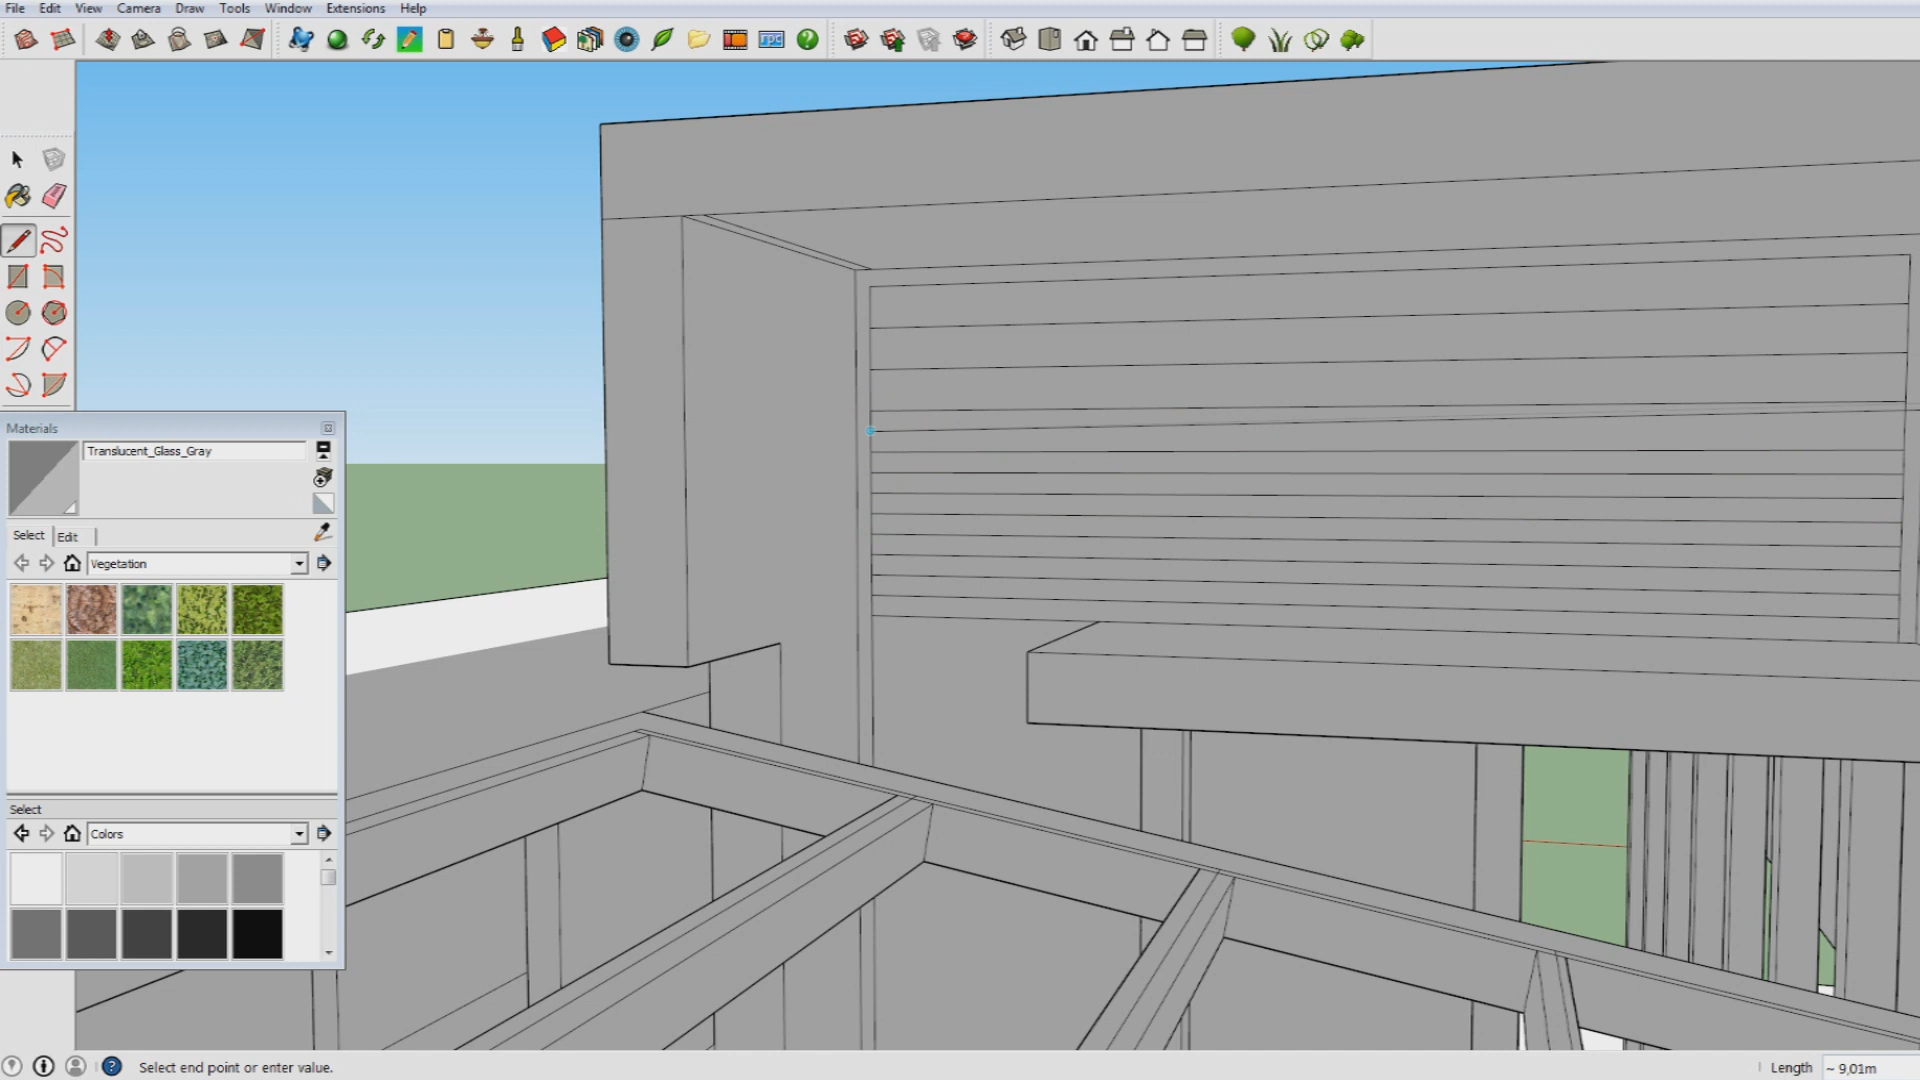 File Edit View Camera Draw Tools Window Extensions Help
Materials
Translucent_Glass_Gray
Select Edit
Vegetation
Select
Colors
Select end point or enter value.
Length ~ 9,01m